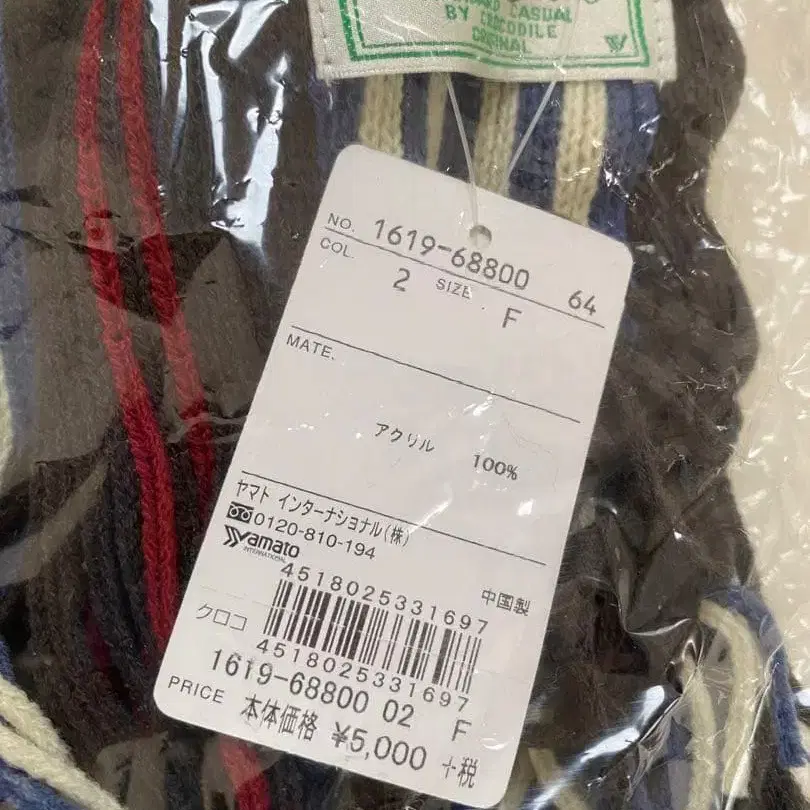 BY CROCODILE
ORIGINAL
NO. 1619-68800 64
COL. 2 SIZE F
MATE.
アクリル 100%
ヤマト インターナショナル(株)
0120-810-194
Yamato
INTERNATIONAL
中国製
4518025331697
クロコ
4518025331697
1619-68800 02 F
PRICE 本体価格 ¥5,000 +税